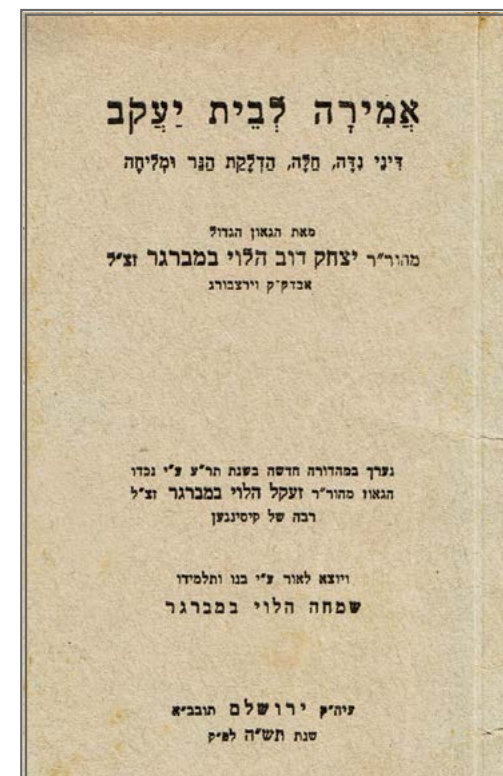 אֲמִירָה לְבֵית יַעֲקֹב
דִּינֵי נִדָּה, חַלָּה, הַדְלָקַת הַנֵּר וּמְלִיחָה
מאת הגאון הגדול
מהור״ר יצחק דוב הלוי במברגר זצ״ל
אבדק״ק וירצבורג
נערך במהדורה חדשה בשנת תר״ע ע״י נכדו
הגאון מהור״ר זעקל הלוי במברגר זצ״ל
רבה של קיסינגען
ויוצא לאור ע״י בנו ותלמידו
שמחה הלוי במברגר
עיה״ק ירושלם תובב״א
שנת תש״ה לפ״ק